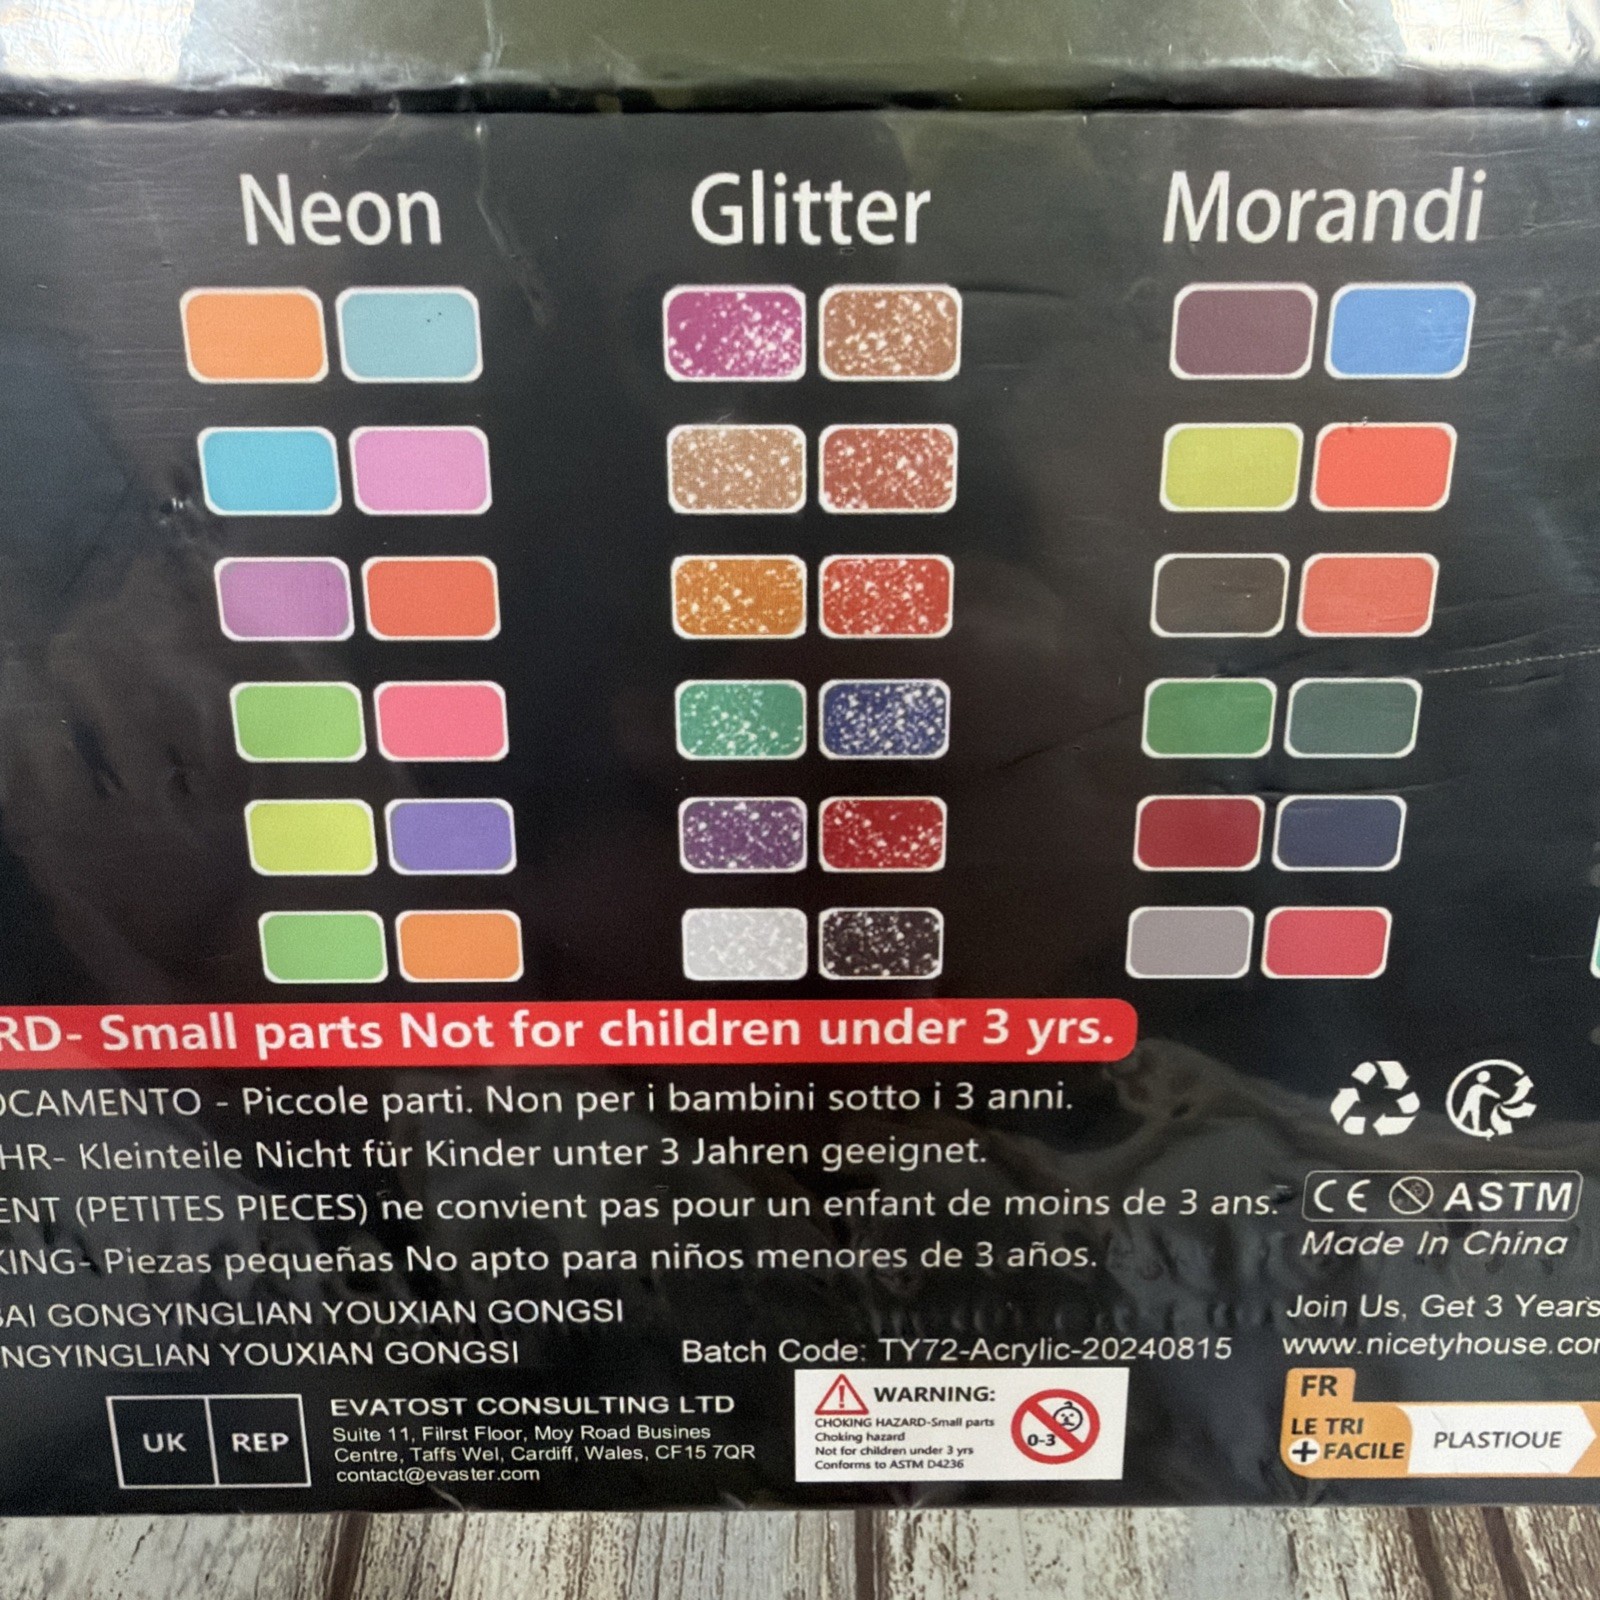 Neon
Glitter
Morandi
RD- Small parts Not for children under 3 yrs.
OCAMENTO - Piccole parti. Non per i bambini sotto i 3 anni.
HR- Kleinteile Nicht für Kinder unter 3 Jahren geeignet.
ENT (PETITES PIECES) ne convient pas pour un enfant de moins de 3 ans.
KING- Piezas pequeñas No apto para niños menores de 3 años.
CE ASTM
Made In China
BAI GONGYINGLIAN YOUXIAN GONGSI
NGYINGLIAN YOUXIAN GONGSI
Batch Code: TY72-Acrylic-20240815
Join Us, Get 3 Years
www.nicetyhouse.com
UK REP
EVATOST CONSULTING LTD
Suite 11, Filrst Floor, Moy Road Busines
Centre, Taffs Wel, Cardiff, Wales, CF15 7QR
contact@evaster.com
WARNING:
CHOKING HAZARD-Small parts
Choking hazard
Not for children under 3 yrs
Conforms to ASTM D4236
0-3
FR
LE TRI
+ FACILE
PLASTIOUE